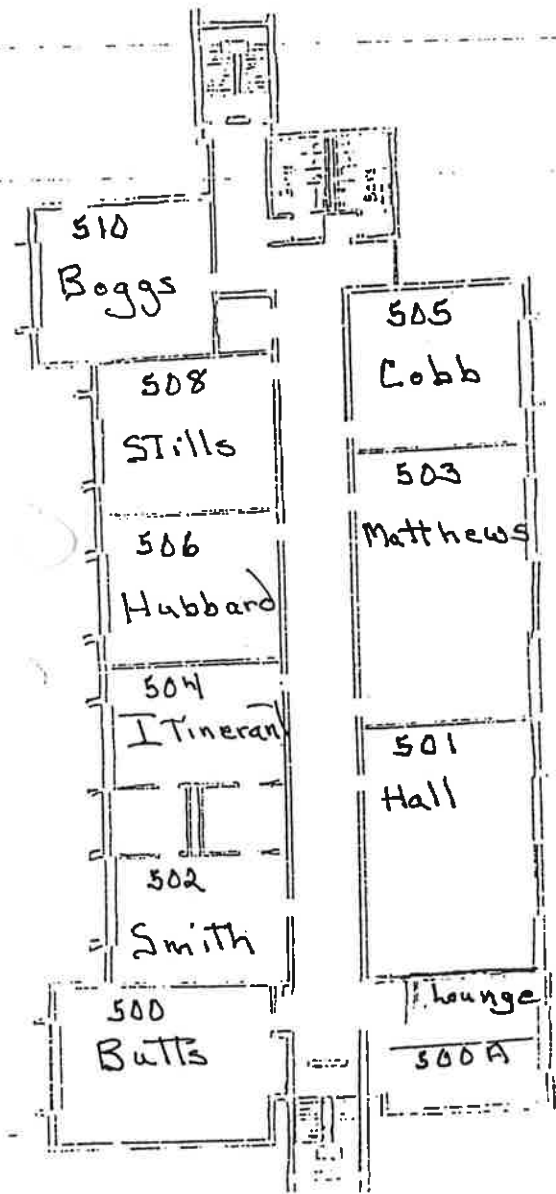 510
Boggs
505
Cobb
508
STills
503
Matthews
506
Hubbard
504
ITineran
501
Hall
502
Smith
500
Butts
Lounge
500A